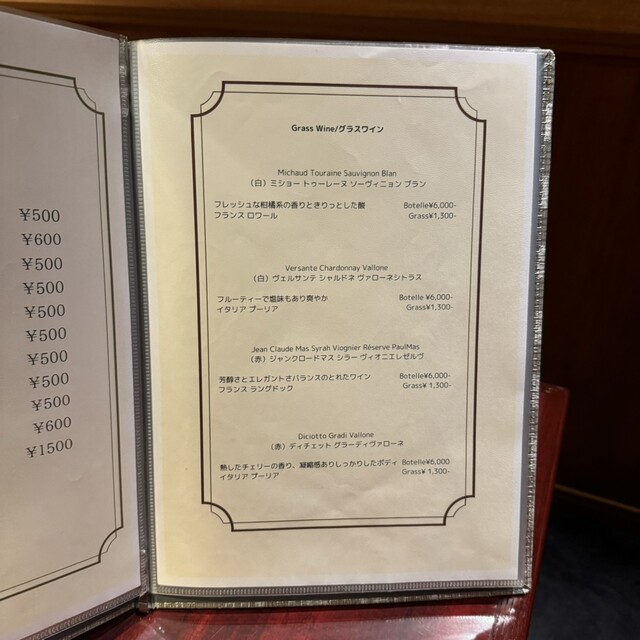 ¥500
¥600
¥500
¥500
¥500
¥500
¥500
¥500
¥500
¥600
¥1500
Grass Wine/グラスワイン
Michaud Touraine Sauvignon Blan
（白）ミショー トゥーレーヌ ソーヴィニョン ブラン
フレッシュな柑橘系の香りときりっとした酸 Botelle¥6,000-
フランス ロワール Grass¥1,300-
Versante Chardonnay Vallone
（白）ヴェルサンテ シャルドネ ヴァローネシトラス
フルーティーで塩味もあり爽やか Botelle ¥6,000-
イタリア プーリア Grass¥1,300-
Jean Claude Mas Syrah Viognier Réserve PaulMas
（赤）ジャンクロードマス シラー ヴィオニエレゼルヴ
芳醇さとエレガントさバランスのとれたワイン Botelle¥6,000-
フランス ラングドック Grass¥ 1,300-
Diciotto Gradi Vallone
（赤）ディチェット グラーディヴァローネ
熟したチェリーの香り、凝縮感ありしっかりしたボディ Botelle¥6,000
イタリア プーリア Grass¥ 1,300-